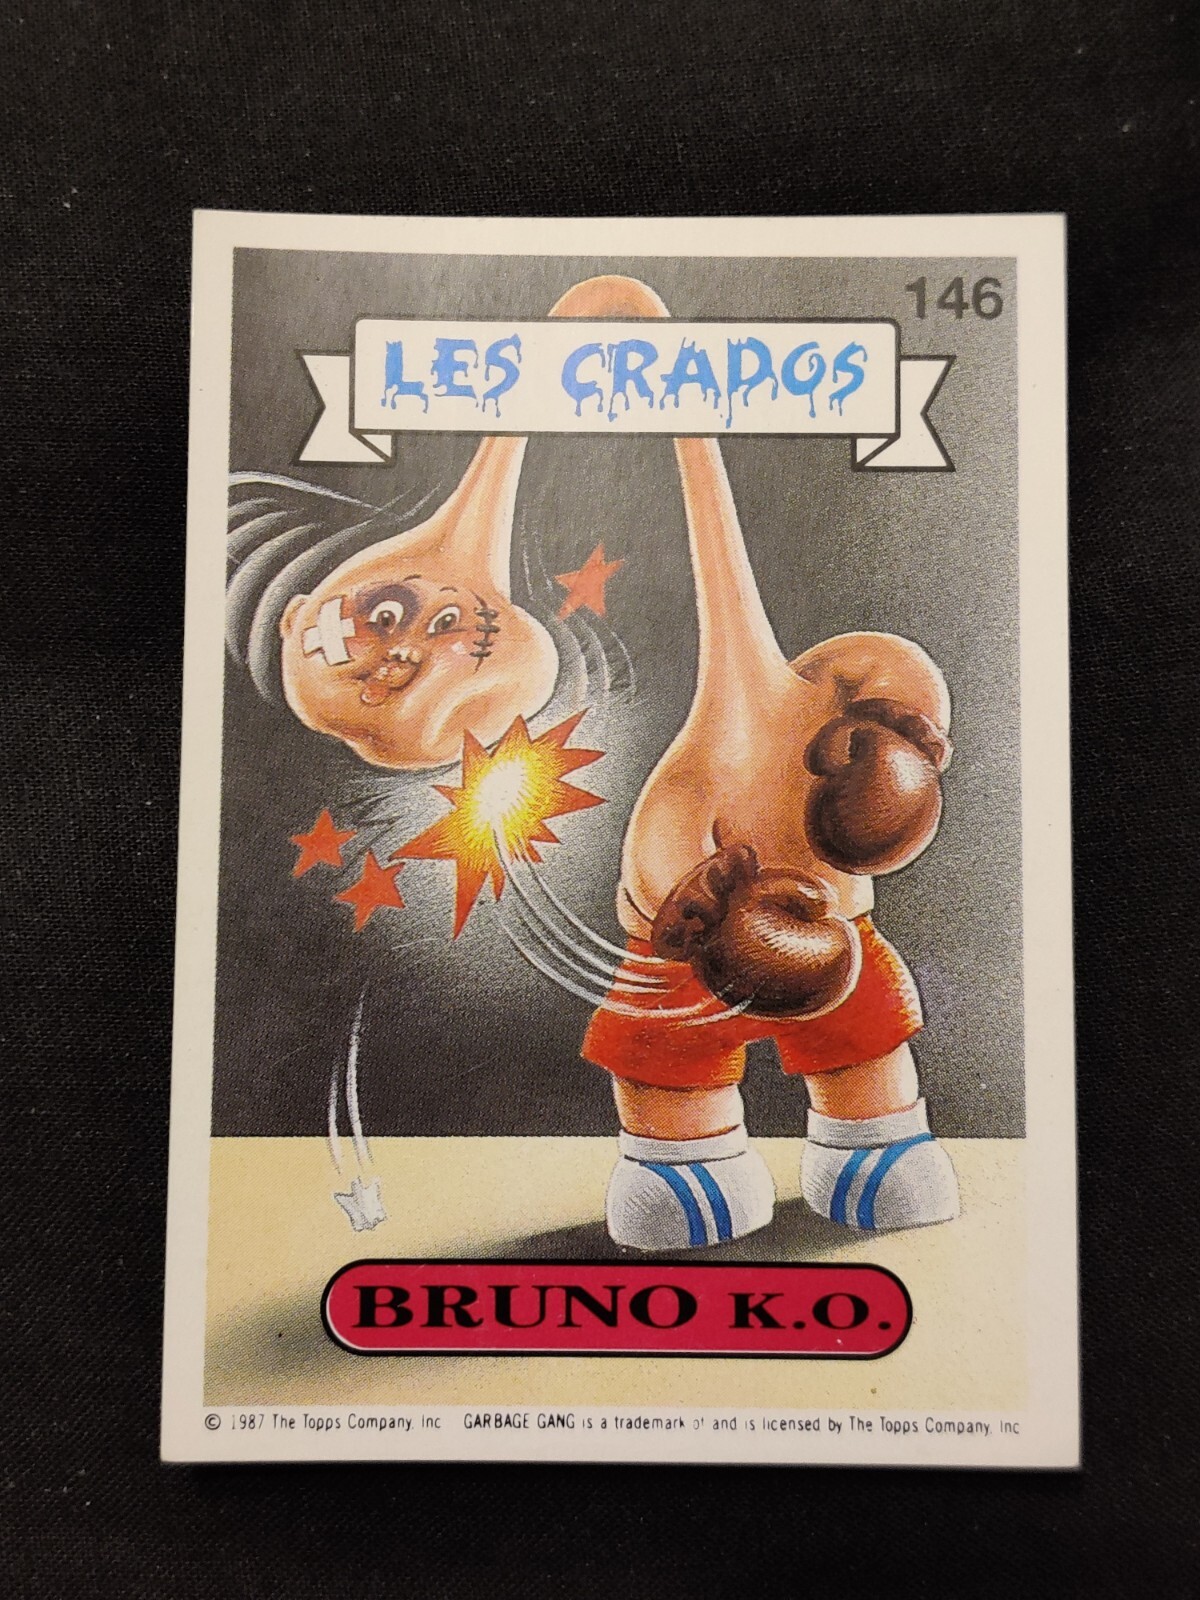 146
LES CRADOS
BRUNO K.O.
© 1987 The Topps Company, Inc GARBAGE GANG is a trademark of and is licensed by The Topps Company, Inc